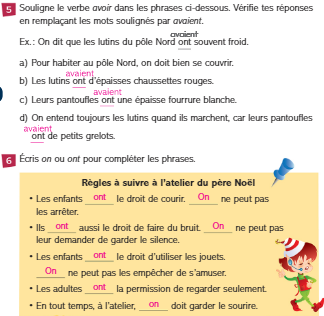 5 Souligne le verbe avoir dans les phrases ci-dessous. Vérifie tes réponses
en remplaçant les mots soulignés par avaient.
avaient
Ex. : On dit que les lutins du pôle Nord ont souvent froid.
a) Pour habiter au pôle Nord, on doit bien se couvrir.
avaient
b) Les lutins ont d'épaisses chaussettes rouges.
avaient
c) Leurs pantoufles ont une épaisse fourrure blanche.
d) On entend toujours les lutins quand ils marchent, car leurs pantoufles
avaient
ont de petits grelots.
6 Écris on ou ont pour compléter les phrases.
Règles à suivre à l'atelier du père Noël
• Les enfants ont le droit de courir. On ne peut pas
les arrêter.
• Ils ont aussi le droit de faire du bruit. On ne peut pas
leur demander de garder le silence.
• Les enfants ont le droit d'utiliser les jouets.
On ne peut pas les empêcher de s'amuser.
• Les adultes ont la permission de regarder seulement.
• En tout temps, à l'atelier, on doit garder le sourire.